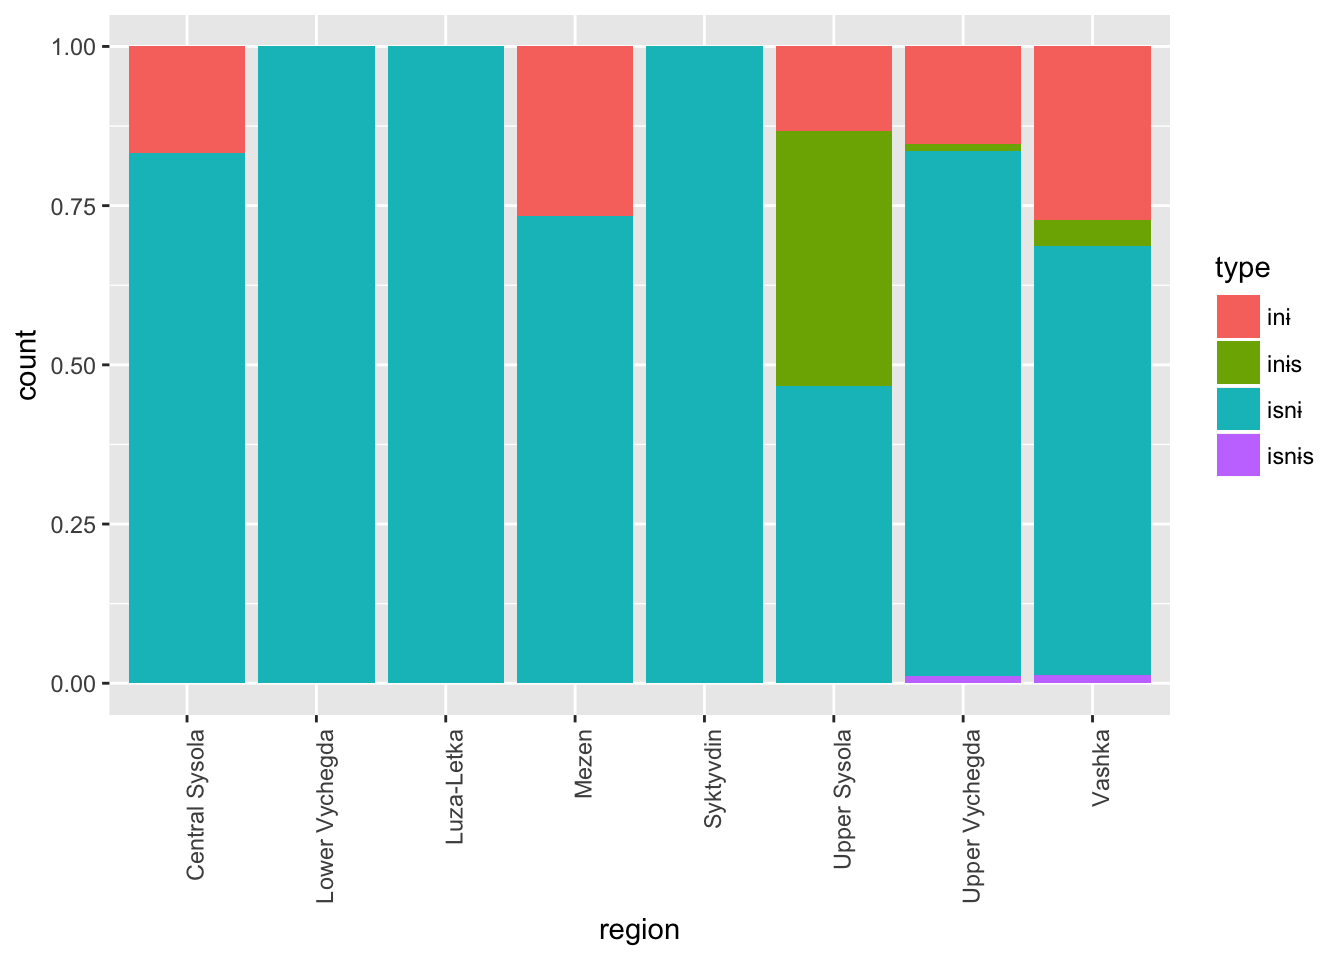 1.00
0.75
0.50
0.25
0.00
count
Central Sysola
Lower Vychegda
Luza-Letka
Mezen
Syktyvdin
Upper Sysola
Upper Vychegda
Vashka
region
type
inɨ
inɨs
isnɨ
isnɨs